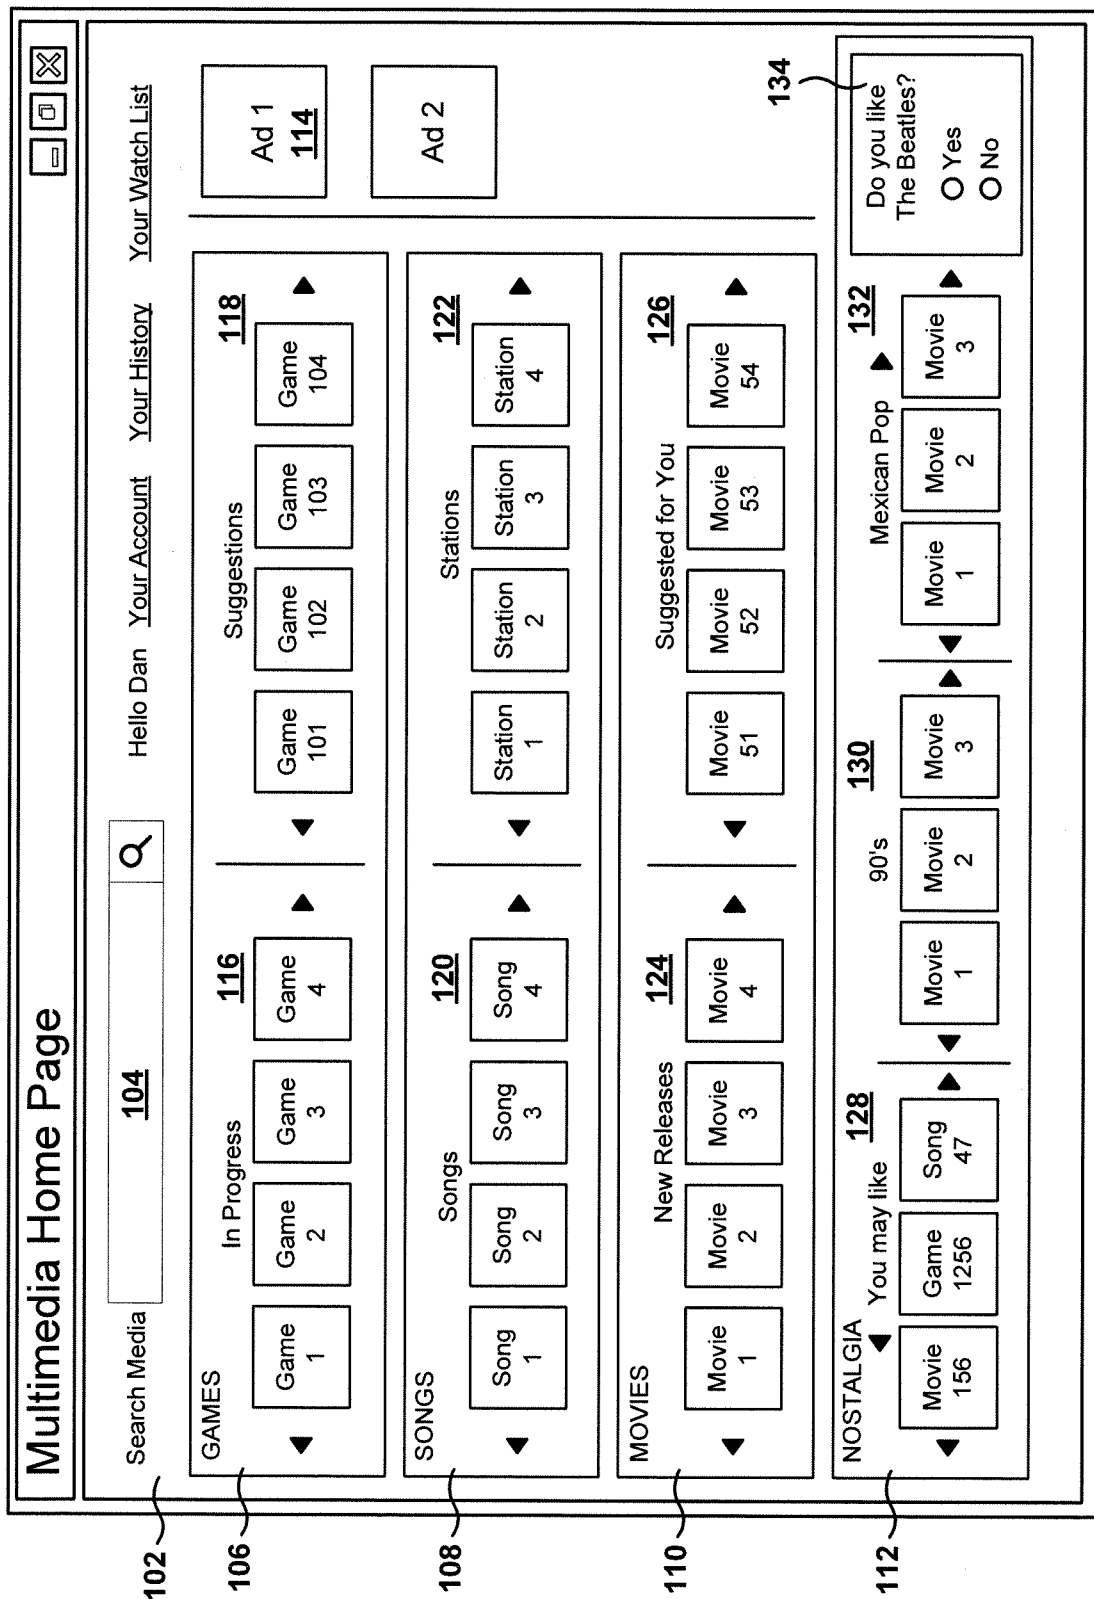 Multimedia Home Page
Search Media 104 Hello Dan Your Account Your History Your Watch List
102
106
GAMES
In Progress 116
Game 1
Game 2
Game 3
Game 4
Suggestions 118
Game 101
Game 102
Game 103
Game 104
Ad 1
114
Ad 2
108
SONGS
Songs 120
Song 1
Song 2
Song 3
Song 4
Stations 122
Station 1
Station 2
Station 3
Station 4
110
MOVIES
New Releases 124
Movie 1
Movie 2
Movie 3
Movie 4
Suggested for You 126
Movie 51
Movie 52
Movie 53
Movie 54
112
NOSTALGIA
You may like 128
Movie 156
Game 1256
Song 47
90's 130
Movie 1
Movie 2
Movie 3
Mexican Pop 132
Movie 1
Movie 2
Movie 3
134
Do you like
The Beatles?
Yes
No